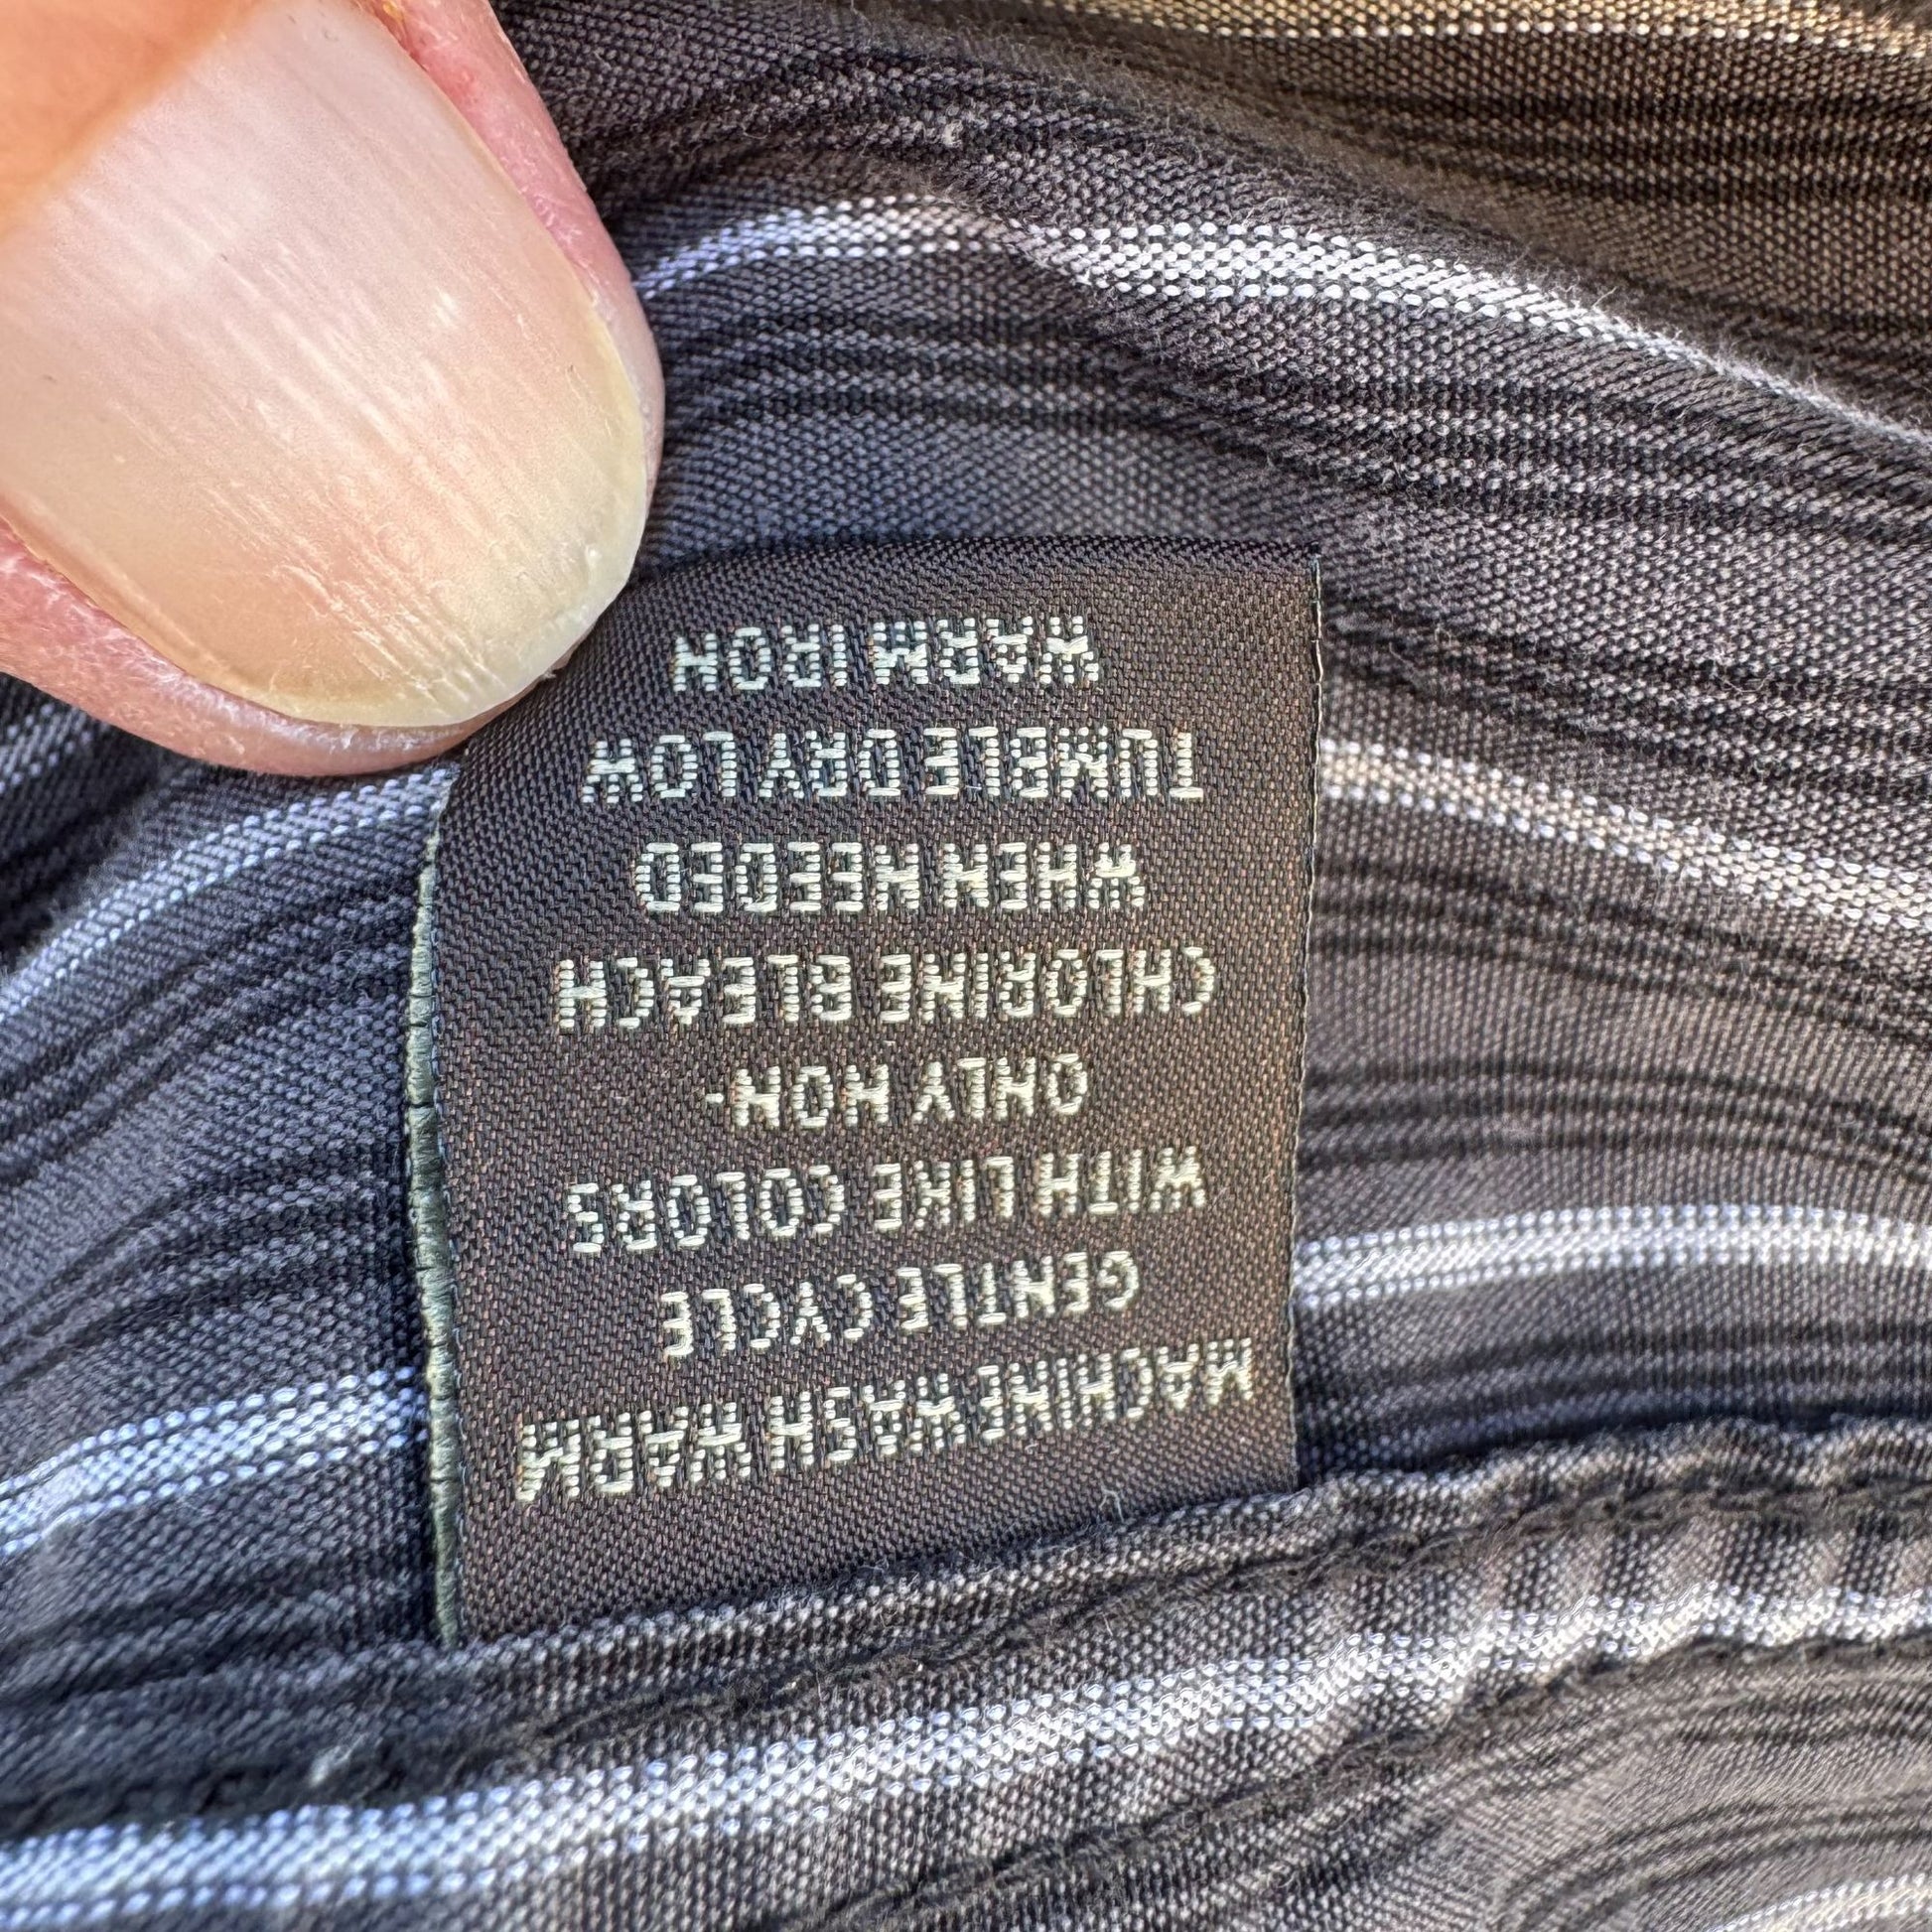 MACHINE WASH WARM
GENTLE CYCLE
WITH LIKE COLORS
ONLY NON-
CHLORINE BLEACH
WHEN NEEDED
TUMBLE DRY LOW
WARM IRON